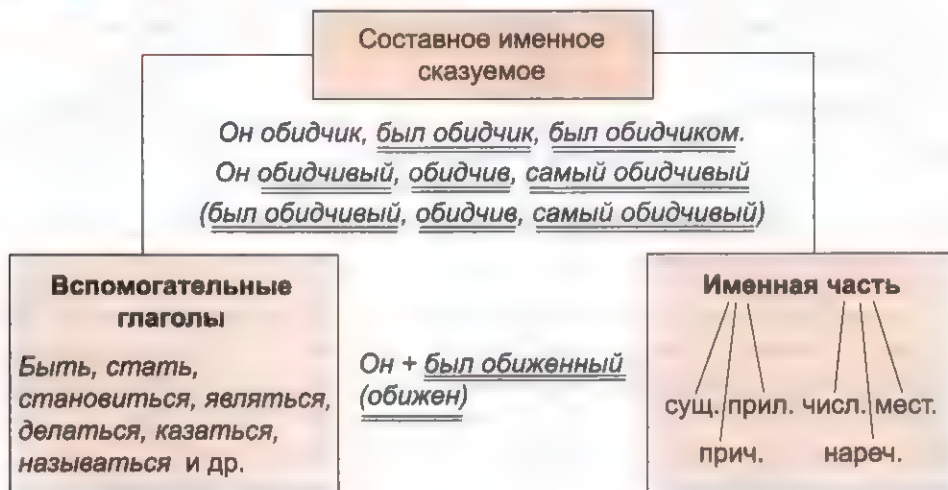 Составное именное
сказуемое
Он обидчик, был обидчик, был обидчиком.
Он обидчивый, обидчив, самый обидчивый
(был обидчивый, обидчив, самый обидчивый)
Вспомогательные
глаголы
Быть, стать,
становиться, являться,
делаться, казаться,
называться и др.
Он + был обиженный
(обижен)
Именная часть
сущ. прил. числ. мест.
прич. нареч.